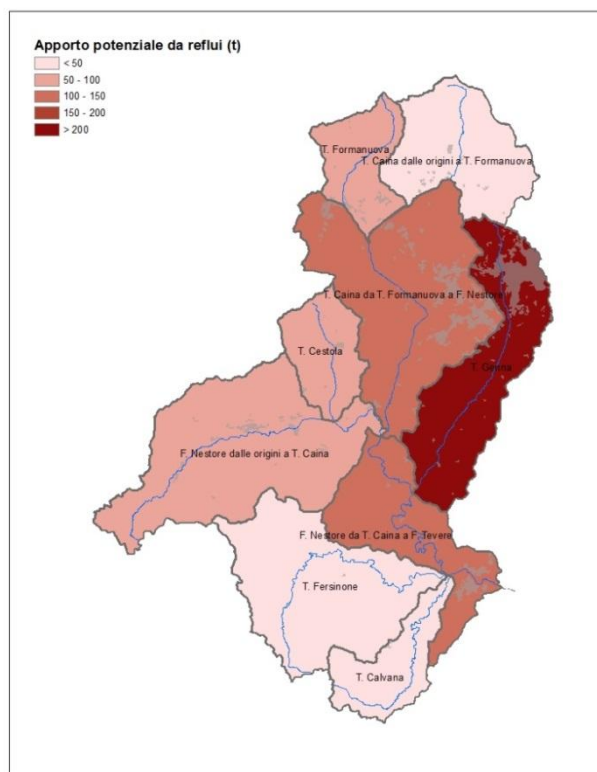 Apporto potenziale da reflui (t)
< 50
50 - 100
100 - 150
150 - 200
> 200
T. Formanuova
T. Caina dalle origini a T. Formanuova
T. Caina da T. Formanuova a F. Nestore
T. Cestola
T. Genna
F. Nestore dalle origini a T. Caina
F. Nestore da T. Caina a F. Tevere
T. Fersinone
T. Calvana